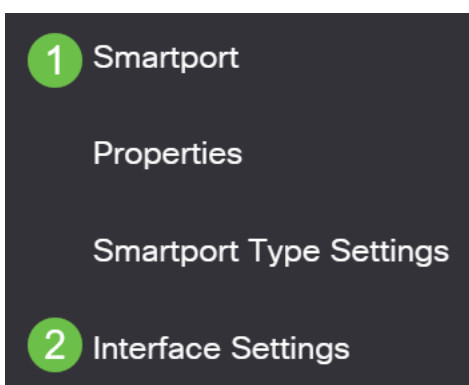 1 Smartport
Properties
Smartport Type Settings
2 Interface Settings